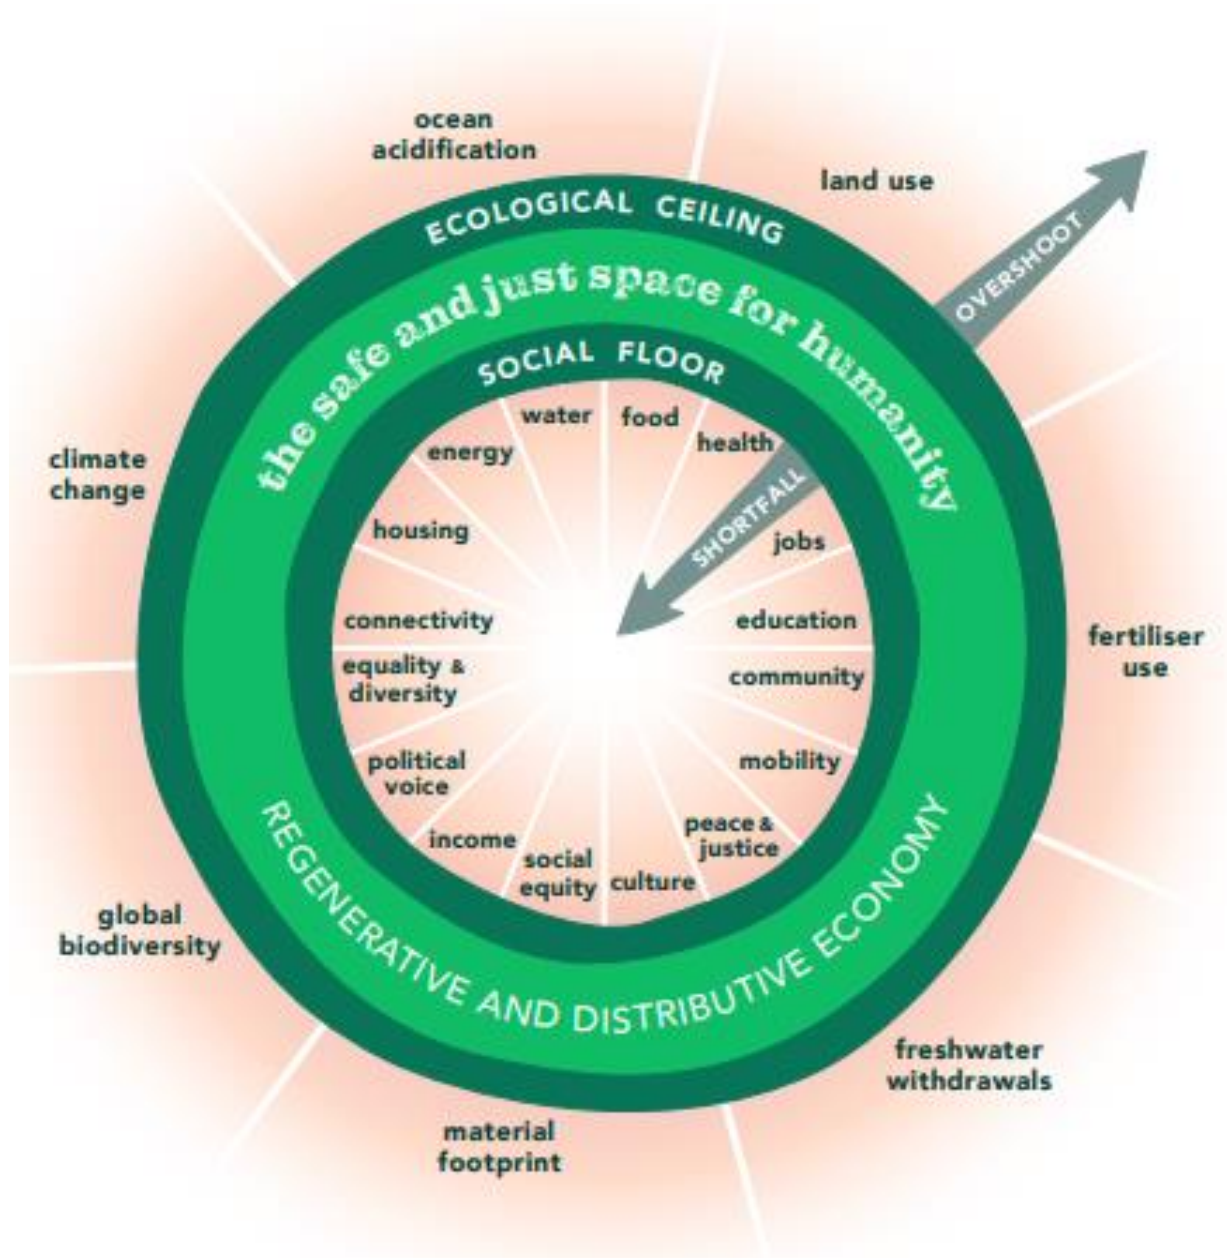 ocean
acidification
land use
ECOLOGICAL CEILING
OVERSHOOT
the safe and just space for humanity
SOCIAL FLOOR
water
food
health
energy
SHORTFALL
climate
change
housing
jobs
connectivity
education
fertiliser
use
equality &
diversity
community
political
voice
mobility
income
peace &
justice
social
equity
culture
REGENERATIVE AND DISTRIBUTIVE ECONOMY
global
biodiversity
freshwater
withdrawals
material
footprint